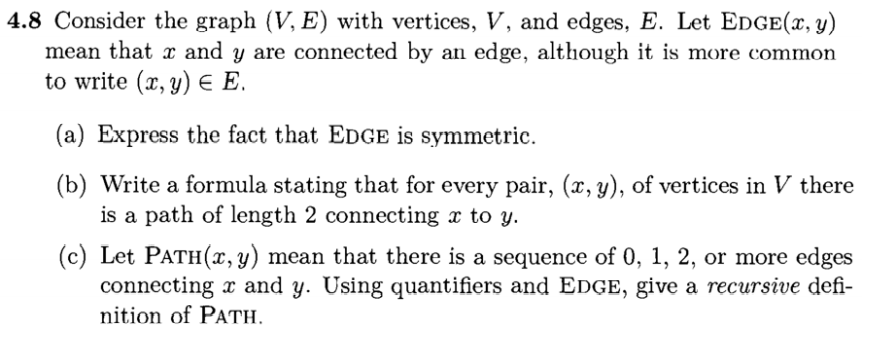 4.8 Consider the graph (V, E) with vertices, V, and edges, E. Let EDGE(x, y)
mean that x and y are connected by an edge, although it is more common
to write (x, y) ∈ E.
(a) Express the fact that EDGE is symmetric.
(b) Write a formula stating that for every pair, (x, y), of vertices in V there
is a path of length 2 connecting x to y.
(c) Let PATH(x, y) mean that there is a sequence of 0, 1, 2, or more edges
connecting x and y. Using quantifiers and EDGE, give a recursive defi-
nition of PATH.